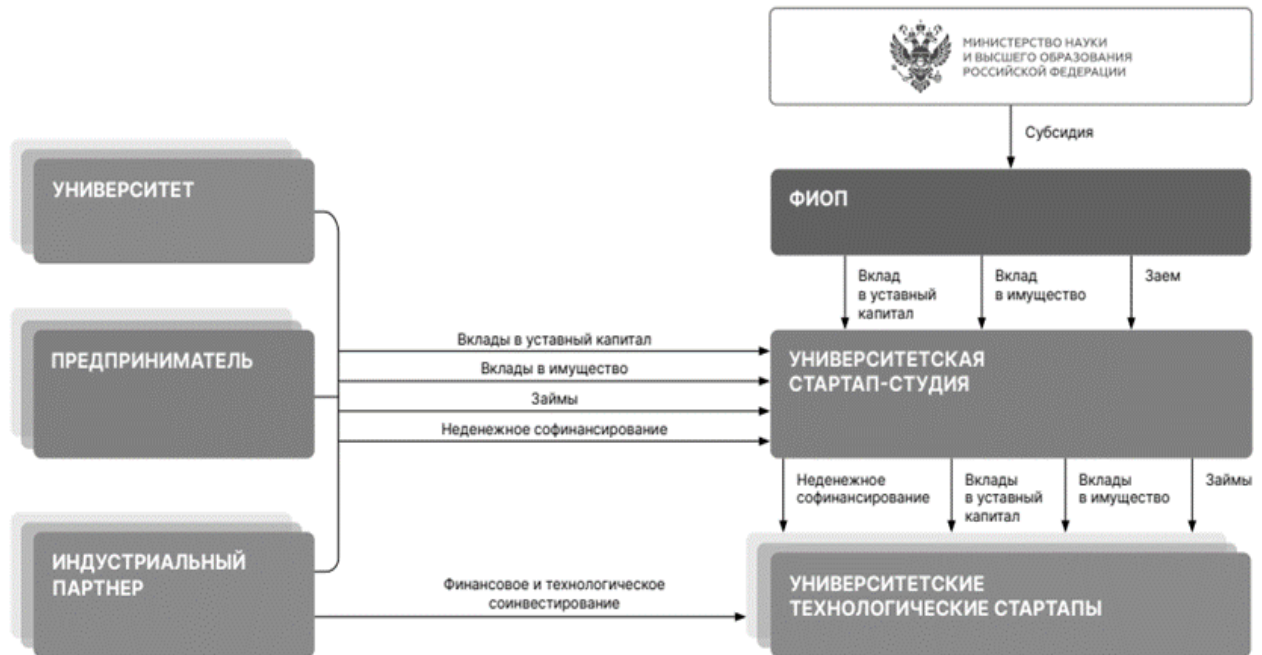 МИНИСТЕРСТВО НАУКИ
И ВЫСШЕГО ОБРАЗОВАНИЯ
РОССИЙСКОЙ ФЕДЕРАЦИИ
Субсидия
УНИВЕРСИТЕТ
ФИОП
Вклад
в уставный
капитал
Вклад
в имущество
Заем
ПРЕДПРИНИМАТЕЛЬ
Вклады в уставный капитал
Вклады в имущество
Займы
Неденежное софинансирование
УНИВЕРСИТЕТСКАЯ
СТАРТАП-СТУДИЯ
Неденежное
софинансирование
Вклады
в уставный
капитал
Вклады
в имущество
Займы
ИНДУСТРИАЛЬНЫЙ
ПАРТНЕР
Финансовое и технологическое
соинвестирование
УНИВЕРСИТЕТСКИЕ
ТЕХНОЛОГИЧЕСКИЕ СТАРТАПЫ